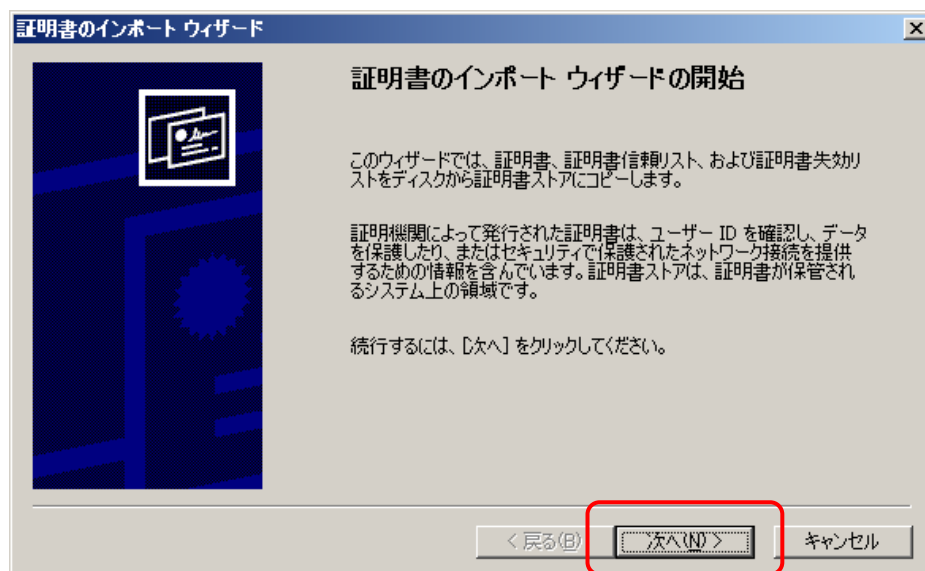 証明書のインポート ウィザード
証明書のインポート ウィザードの開始
このウィザードでは、証明書、証明書信頼リスト、および証明書失効リ
ストをディスクから証明書ストアにコピーします。
証明機関によって発行された証明書は、ユーザー ID を確認し、データ
を保護したり、またはセキュリティで保護されたネットワーク接続を提供
するための情報を含んでいます。証明書ストアは、証明書が保管され
るシステム上の領域です。
続行するには、[次へ] をクリックしてください。
< 戻る(B) 次へ(N) > キャンセル